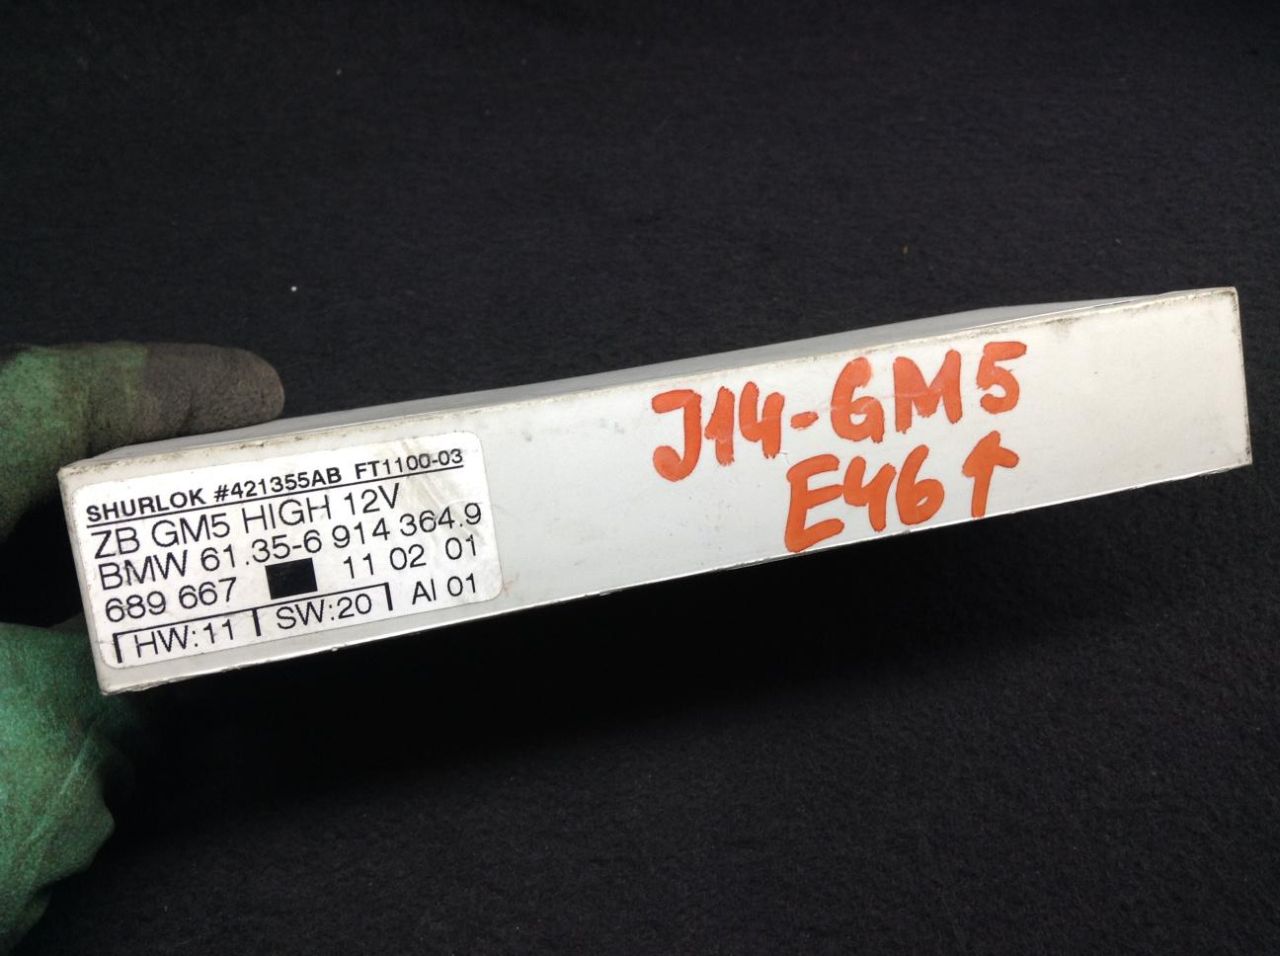 SHURLOK #421355AB FT1100-03
ZB GM5 HIGH 12V
BMW 61.35-6 914 364.9
689 667 11 02 01
HW:11 SW:20 AI 01
J14-GM5
E46↑